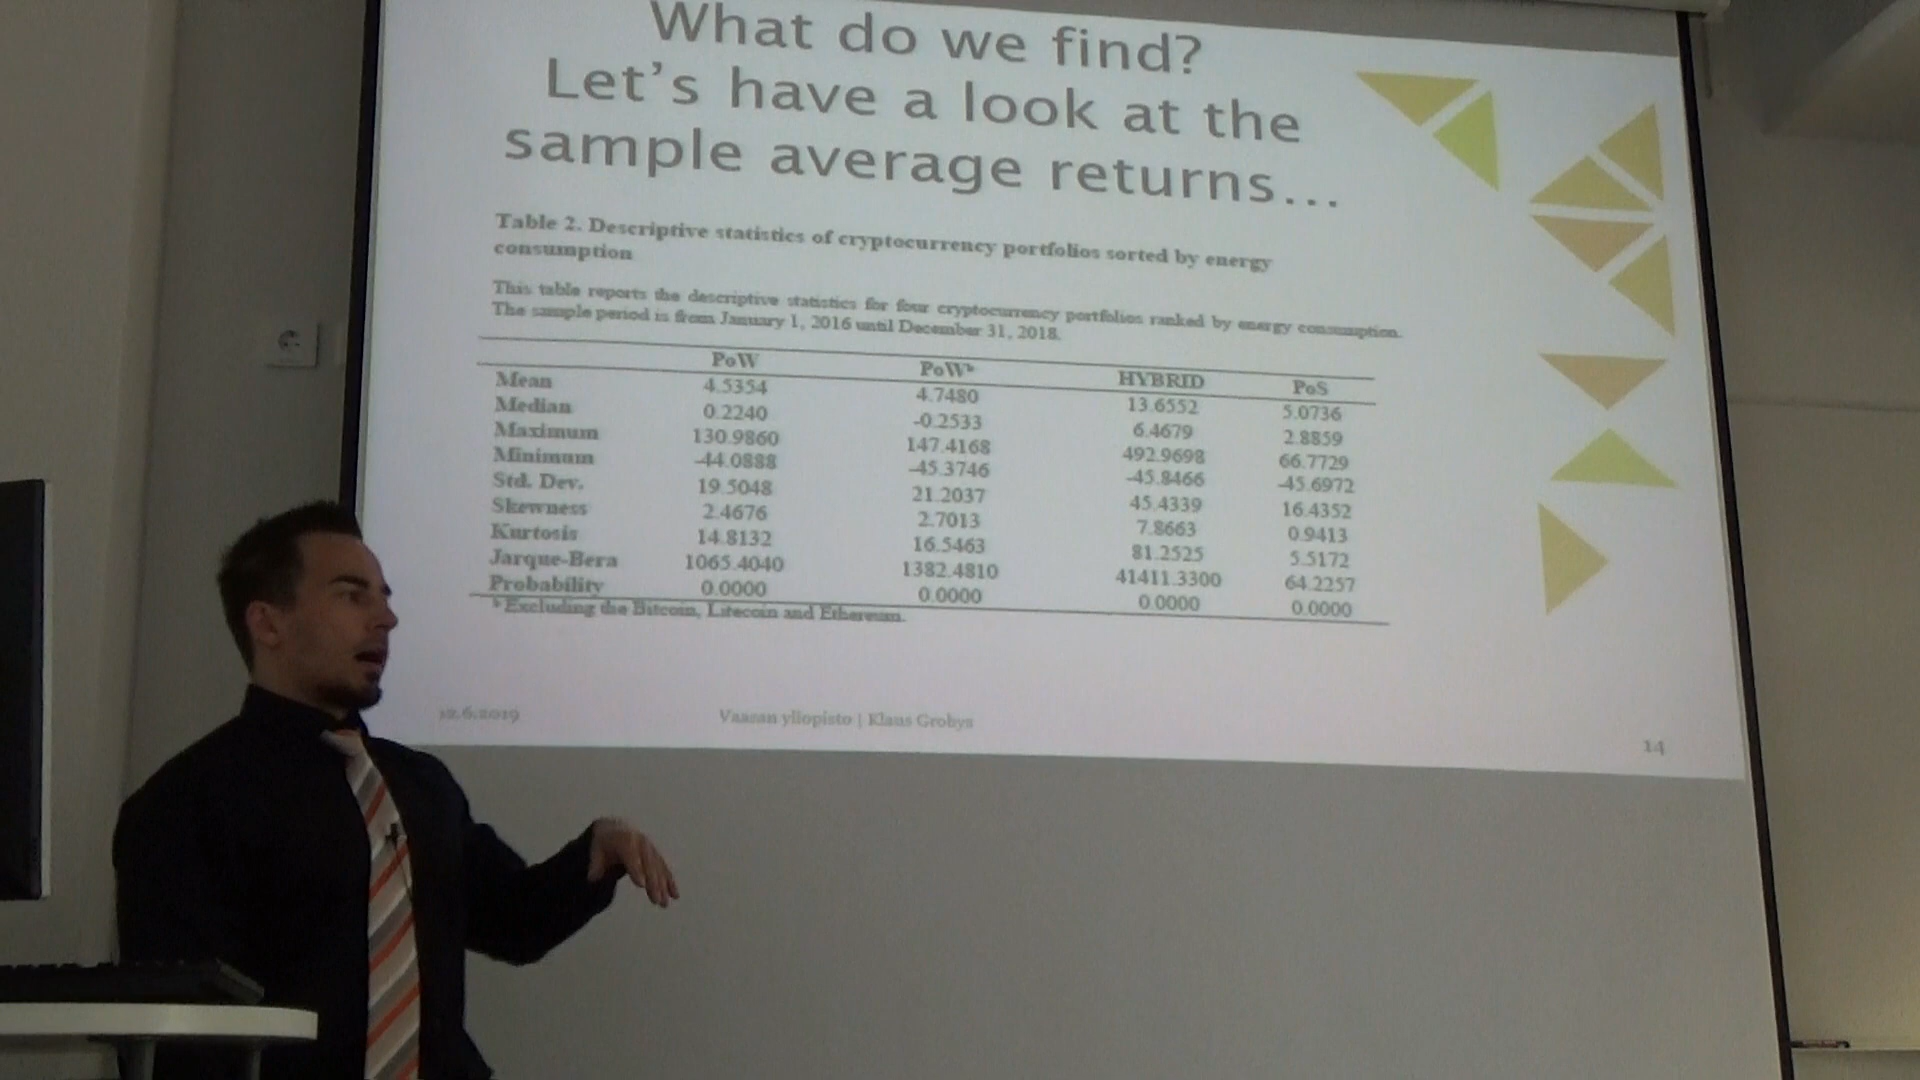 What do we find?
Let's have a look at the
sample average returns...
Table 2. Descriptive statistics of cryptocurrency portfolios sorted by energy
consumption
This table reports the descriptive statistics for four cryptocurrency portfolios ranked by energy consumption.
The sample period is from January 1, 2016 until December 31, 2018.
PoW PoWᵇ HYBRID PoS
Mean 4.5354 4.7480 13.6552 5.0736
Median 0.2240 -0.2533 6.4679 2.8859
Maximum 130.9860 147.4168 492.9698 66.7729
Minimum -44.0888 -45.3746 -45.8466 -45.6972
Std. Dev. 19.5048 21.2037 45.4339 16.4352
Skewness 2.4676 2.7013 7.8663 0.9413
Kurtosis 14.8132 16.5463 81.2525 5.5172
Jarque-Bera 1065.4040 1382.4810 41411.3300 64.2257
Probability 0.0000 0.0000 0.0000 0.0000
ᵇ Excluding the Bitcoin, Litecoin and Ethereum.
12.6.2019 Vaasan yliopisto | Klaus Grobys 14